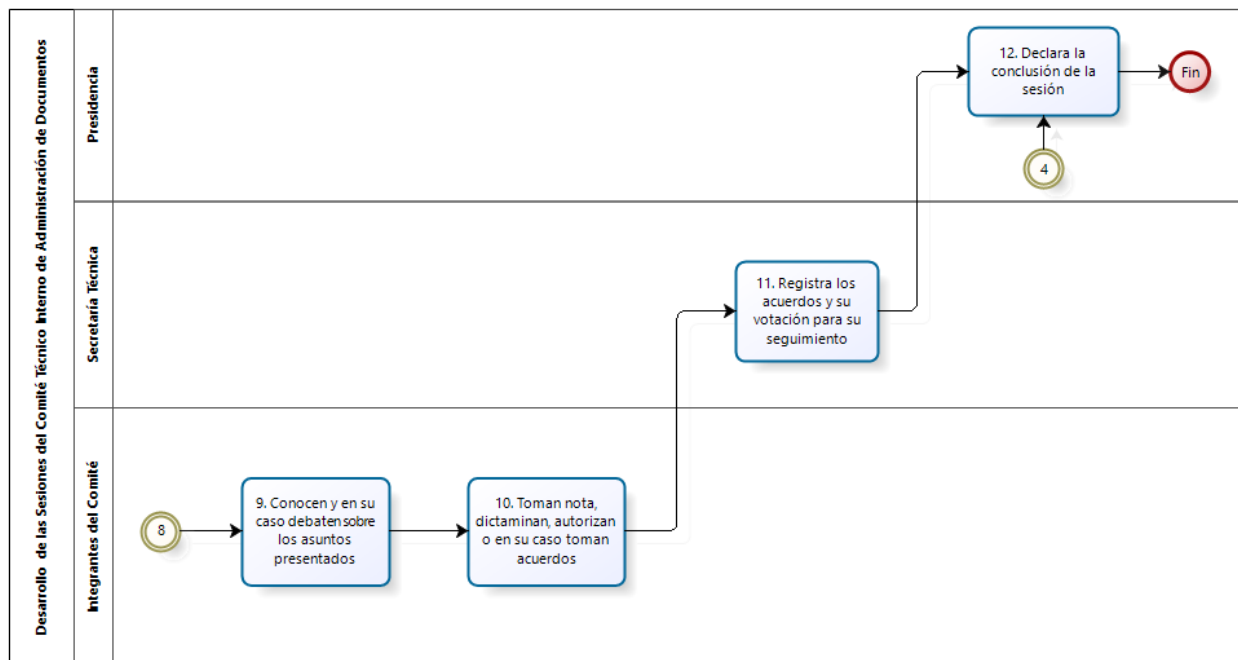 Desarrollo de las Sesiones del Comité Técnico Interno de Administración de Documentos
Presidencia
12. Declara la
conclusión de la
sesión
Fin
4
Secretaría Técnica
11. Registra los
acuerdos y su
votación para su
seguimiento
Integrantes del Comité
8
9. Conocen y en su
caso debaten sobre
los asuntos
presentados
10. Toman nota,
dictaminan, autorizan
o en su caso toman
acuerdos